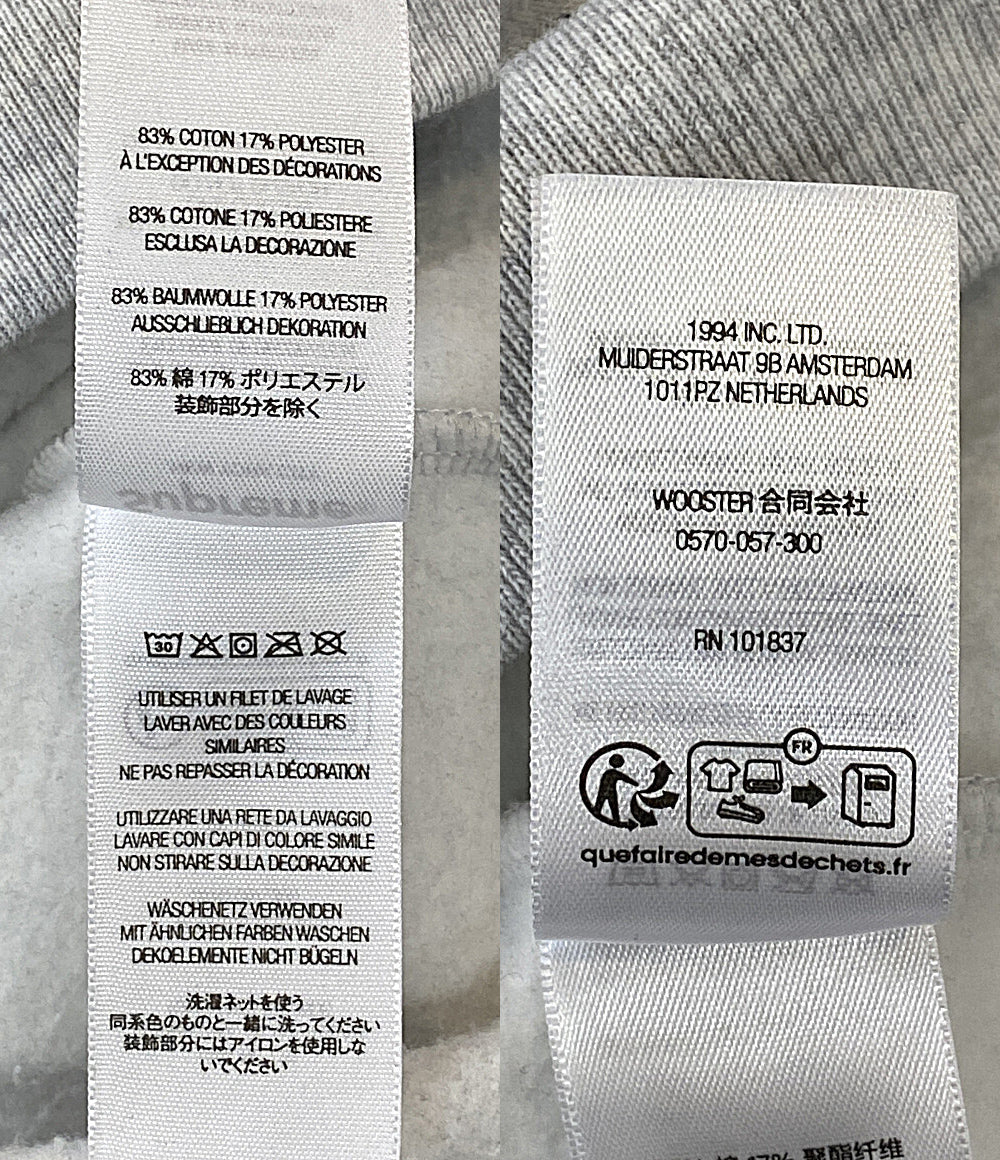 83% COTON 17% POLYESTER
À L'EXCEPTION DES DÉCORATIONS
83% COTONE 17% POLIESTERE
ESCLUSA LA DECORAZIONE
83% BAUMWOLLE 17% POLYESTER
AUSSCHLIEßLICH DEKORATION
83% 綿 17% ポリエステル
装飾部分を除く
30
UTILISER UN FILET DE LAVAGE
LAVER AVEC DES COULEURS
SIMILAIRES
NE PAS REPASSER LA DÉCORATION
UTILIZZARE UNA RETE DA LAVAGGIO
LAVARE CON CAPI DI COLORE SIMILE
NON STIRARE SULLA DECORAZIONE
WÄSCHENETZ VERWENDEN
MIT ÄHNLICHEN FARBEN WASCHEN
DEKOELEMENTE NICHT BÜGELN
洗濯ネットを使う
同系色のものと一緒に洗ってください
装飾部分にはアイロンを使用しな
いでください
1994 INC. LTD.
MUIDERSTRAAT 9B AMSTERDAM
1011PZ NETHERLANDS
WOOSTER 合同会社
0570-057-300
RN 101837
FR
quefairedemesdechets.fr
17% 聚酯纤维